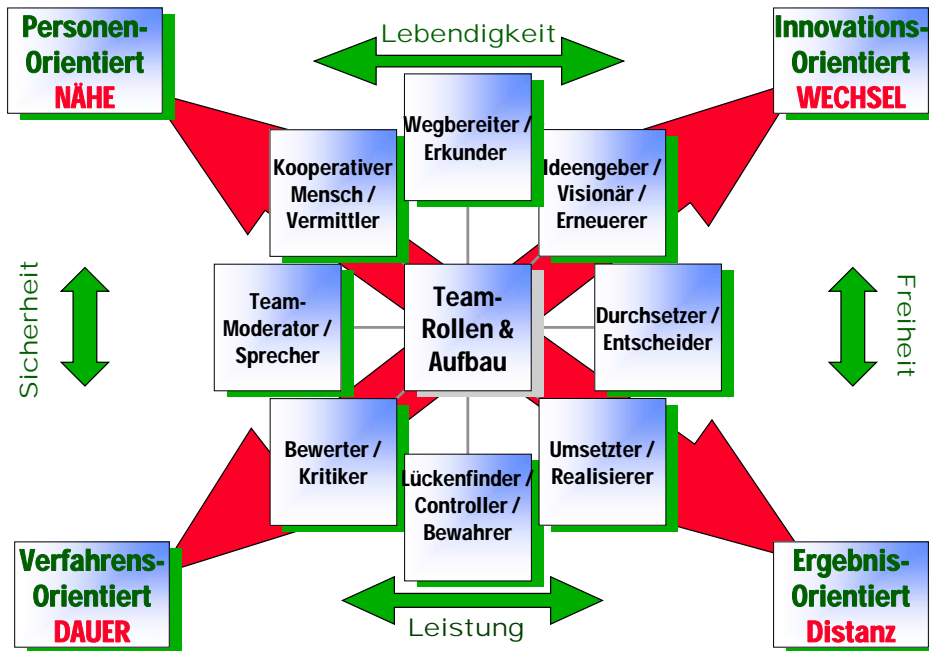 Personen-
Orientiert
NÄHE
Lebendigkeit
Innovations-
Orientiert
WECHSEL
Wegbereiter /
Erkunder
Kooperativer
Mensch /
Vermittler
Ideengeber /
Visionär /
Erneuerer
Sicherheit
Team-
Moderator /
Sprecher
Team-
Rollen &
Aufbau
Durchsetzer /
Entscheider
Freiheit
Bewerter /
Kritiker
Lückenfinder /
Controller /
Bewahrer
Umsetzter /
Realisierer
Verfahrens-
Orientiert
DAUER
Leistung
Ergebnis-
Orientiert
Distanz